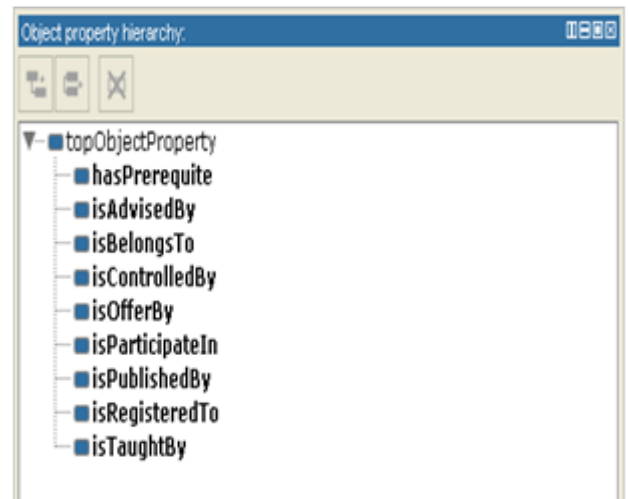 Object property hierarchy:
topObjectProperty
hasPrerequite
isAdvisedBy
isBelongsTo
isControlledBy
isOfferBy
isParticipateIn
isPublishedBy
isRegisteredTo
isTaughtBy